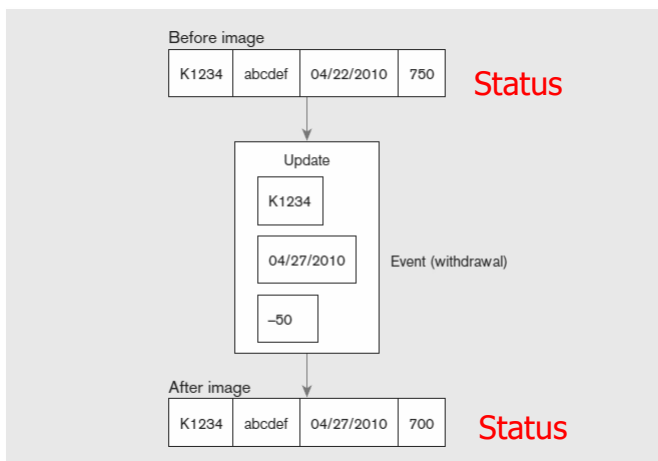 Before image
K1234 abcdef 04/22/2010 750 Status
Update
K1234
04/27/2010 Event (withdrawal)
–50
After image
K1234 abcdef 04/27/2010 700 Status